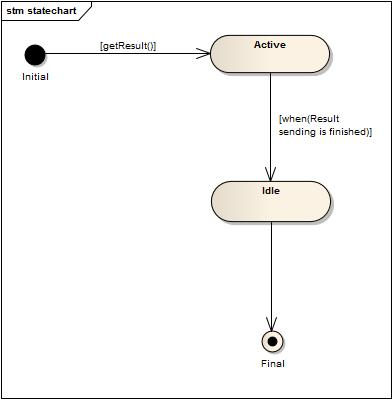 stm statechart
[getResult()]
Active
Initial
[when(Result
sending is finished)]
Idle
Final